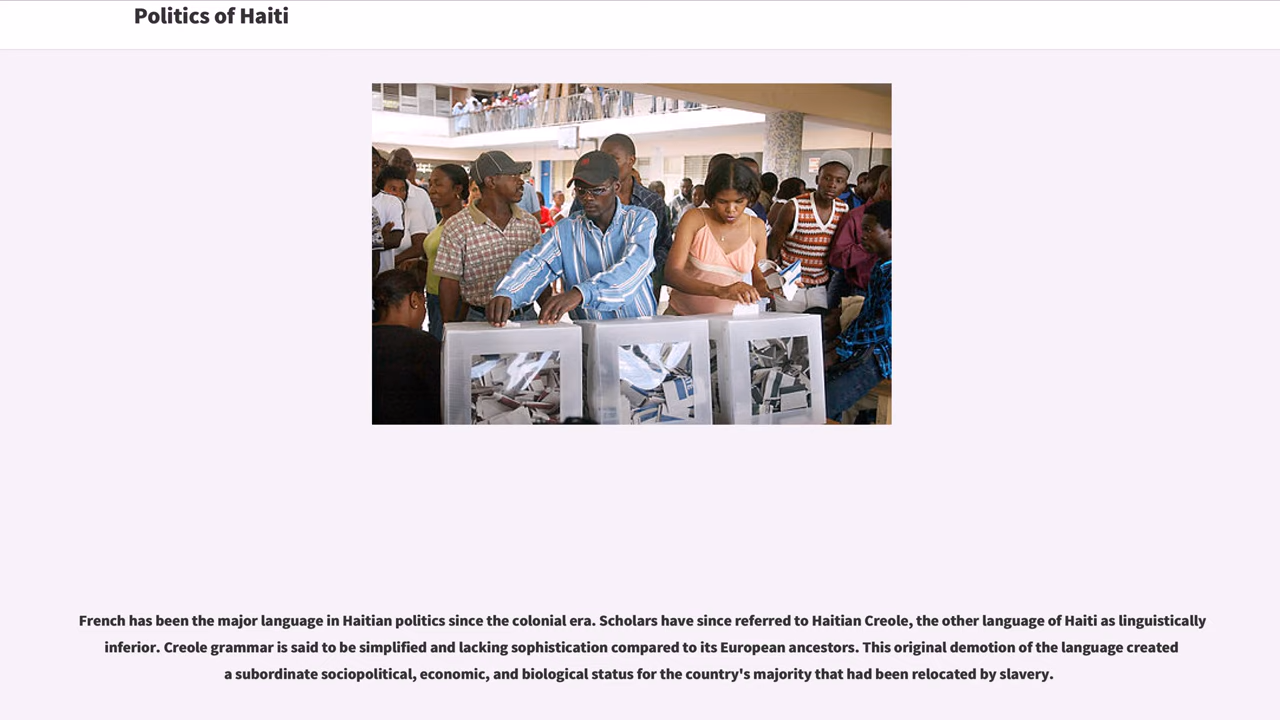 Politics of Haiti
French has been the major language in Haitian politics since the colonial era. Scholars have since referred to Haitian Creole, the other language of Haiti as linguistically
inferior. Creole grammar is said to be simplified and lacking sophistication compared to its European ancestors. This original demotion of the language created
a subordinate sociopolitical, economic, and biological status for the country's majority that had been relocated by slavery.